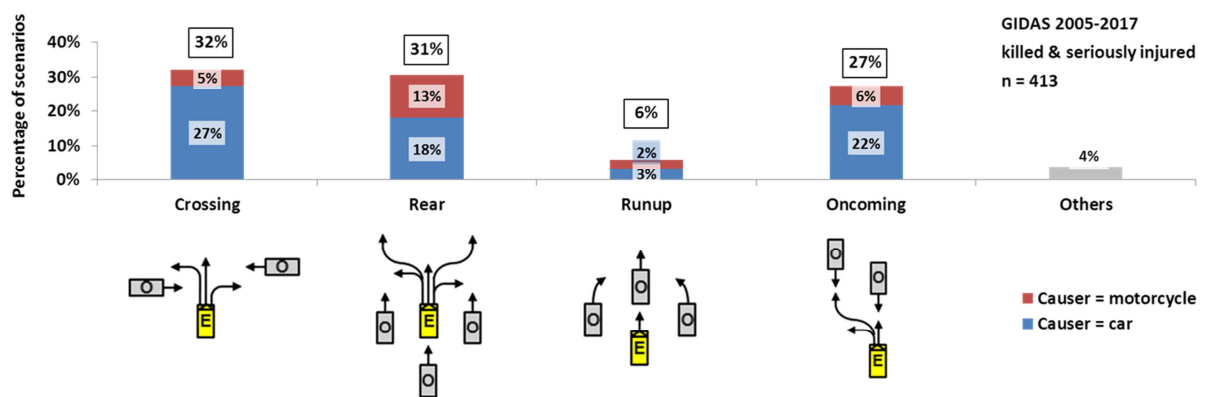 Percentage of scenarios
40%
30%
20%
10%
0%
32%
5%
27%
31%
13%
18%
6%
2%
3%
27%
6%
22%
4%
GIDAS 2005-2017
killed & seriously injured
n = 413
Crossing
Rear
Runup
Oncoming
Others
O
O
E
O
E
O
O
O
O
O
E
O
O
E
Causer = motorcycle
Causer = car